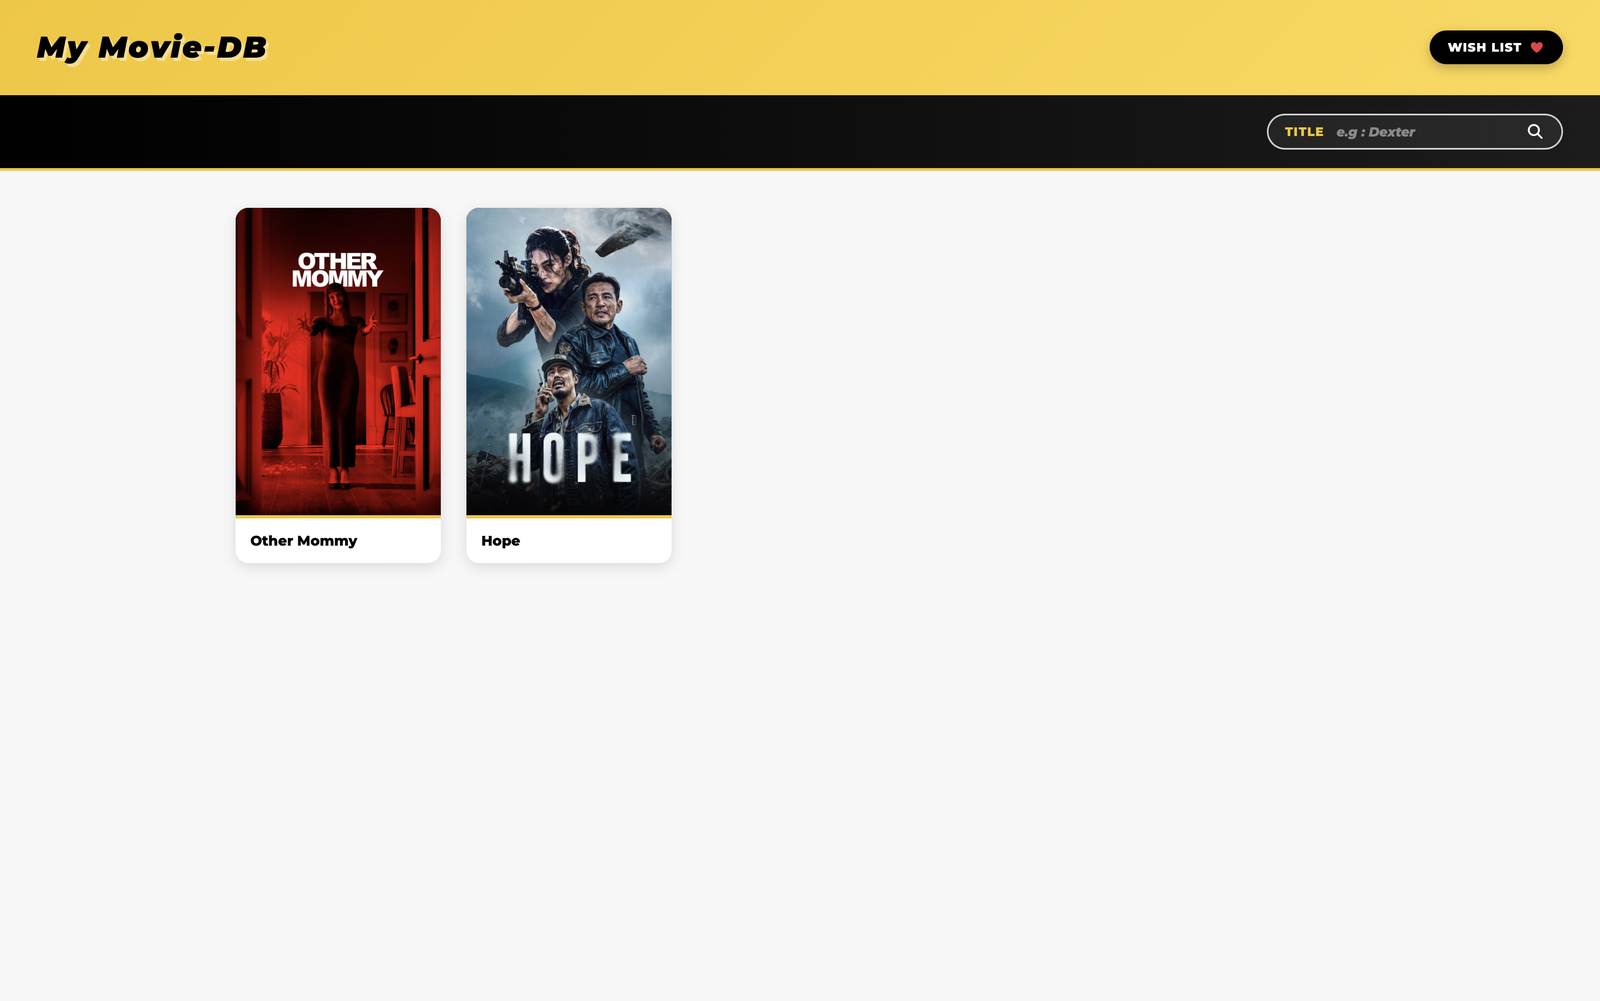 My Movie-DB
WISH LIST
TITLE e.g : Dexter
OTHER
MOMMY
HOPE
Other Mommy
Hope